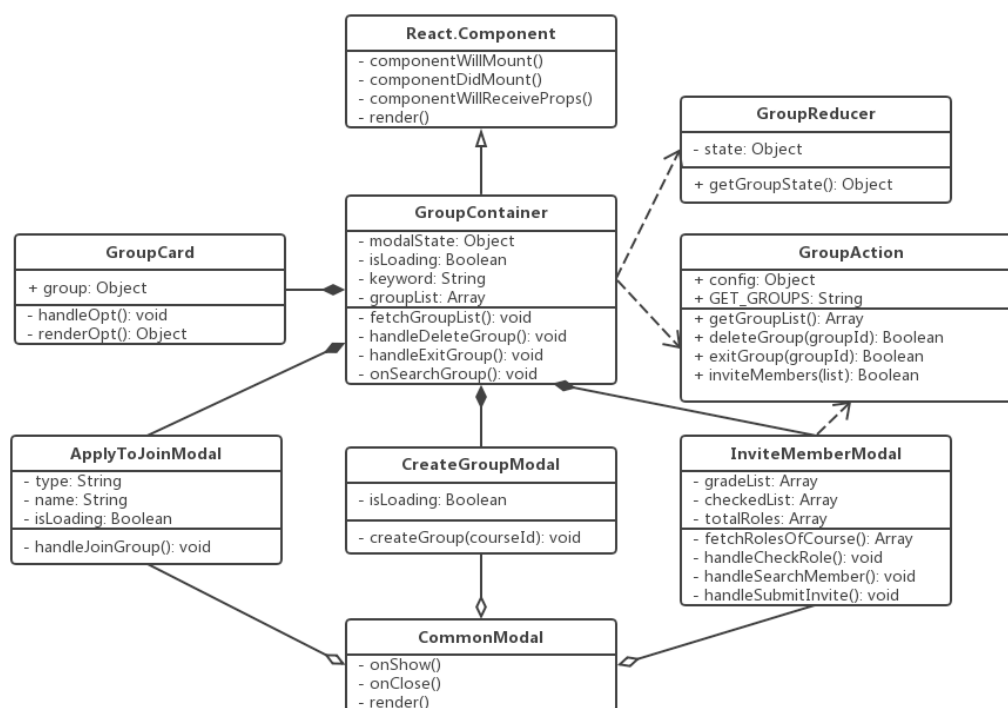 React.Component
- componentWillMount()
- componentDidMount()
- componentWillReceiveProps()
- render()
GroupReducer
- state: Object
+ getGroupState(): Object
GroupContainer
- modalState: Object
- isLoading: Boolean
- keyword: String
- groupList: Array
- fetchGroupList(): void
- handleDeleteGroup(): void
- handleExitGroup(): void
- onSearchGroup(): void
GroupCard
+ group: Object
- handleOpt(): void
- renderOpt(): Object
GroupAction
+ config: Object
+ GET_GROUPS: String
+ getGroupList(): Array
+ deleteGroup(groupId): Boolean
+ exitGroup(groupId): Boolean
+ inviteMembers(list): Boolean
ApplyToJoinModal
- type: String
- name: String
- isLoading: Boolean
- handleJoinGroup(): void
CreateGroupModal
- isLoading: Boolean
- createGroup(courseId): void
InviteMemberModal
- gradeList: Array
- checkedList: Array
- totalRoles: Array
- fetchRolesOfCourse(): Array
- handleCheckRole(): void
- handleSearchMember(): void
- handleSubmitInvite(): void
CommonModal
- onShow()
- onClose()
- render()